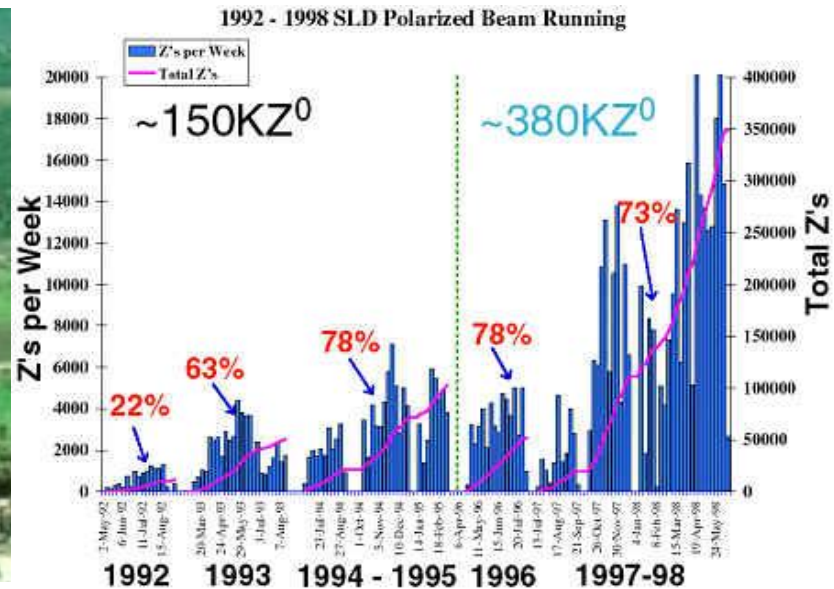 1992 - 1998 SLD Polarized Beam Running
Z's per Week
Total Z's
20000
18000
16000
14000
12000
10000
8000
6000
4000
2000
0
Z's per Week
~150KZ⁰
~380KZ⁰
22%
63%
78%
78%
73%
400000
350000
300000
250000
200000
150000
100000
50000
0
Total Z's
2-May-92
6-Jun-92
11-Jul-92
15-Aug-92
20-Mar-93
24-Apr-93
29-May-93
3-Jul-93
7-Aug-93
23-Jul-94
27-Aug-94
1-Oct-94
5-Nov-94
10-Dec-94
14-Jan-95
18-Feb-95
6-Apr-96
11-May-96
15-Jun-96
20-Jul-96
17-Aug-97
21-Sep-97
26-Oct-97
30-Nov-97
4-Jan-98
8-Feb-98
15-Mar-98
19-Apr-98
24-May-98
1992
1993
1994 - 1995
1996
1997-98